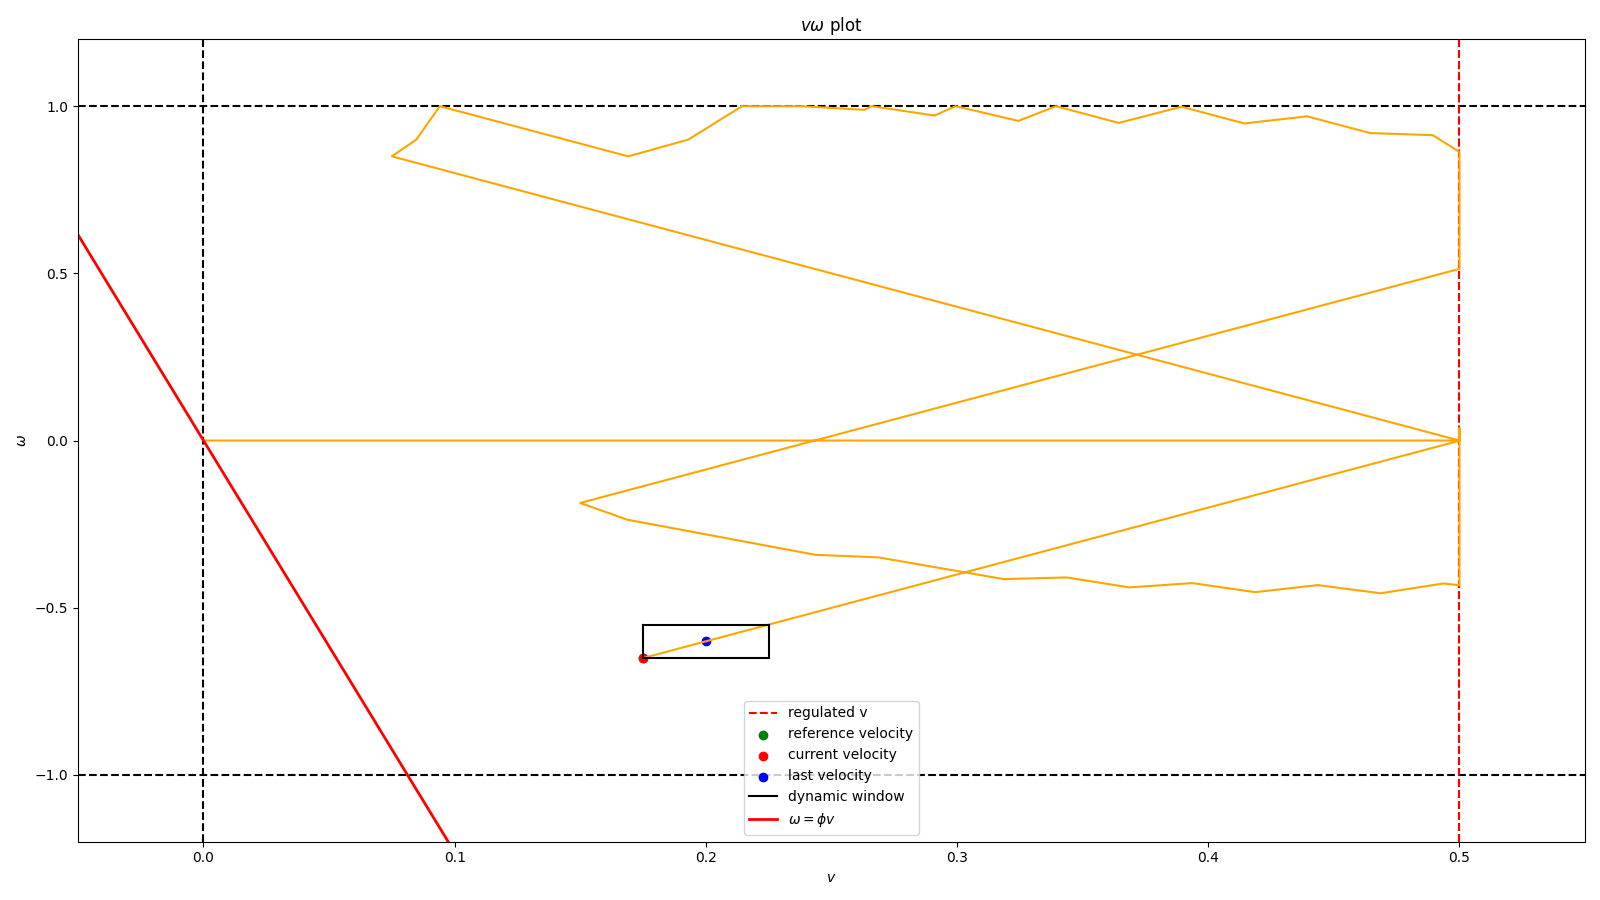 vω plot
1.0
0.5
0.0
−0.5
−1.0
ω
regulated v
reference velocity
current velocity
last velocity
dynamic window
ω = ϕv
0.0 0.1 0.2 0.3 0.4 0.5
v